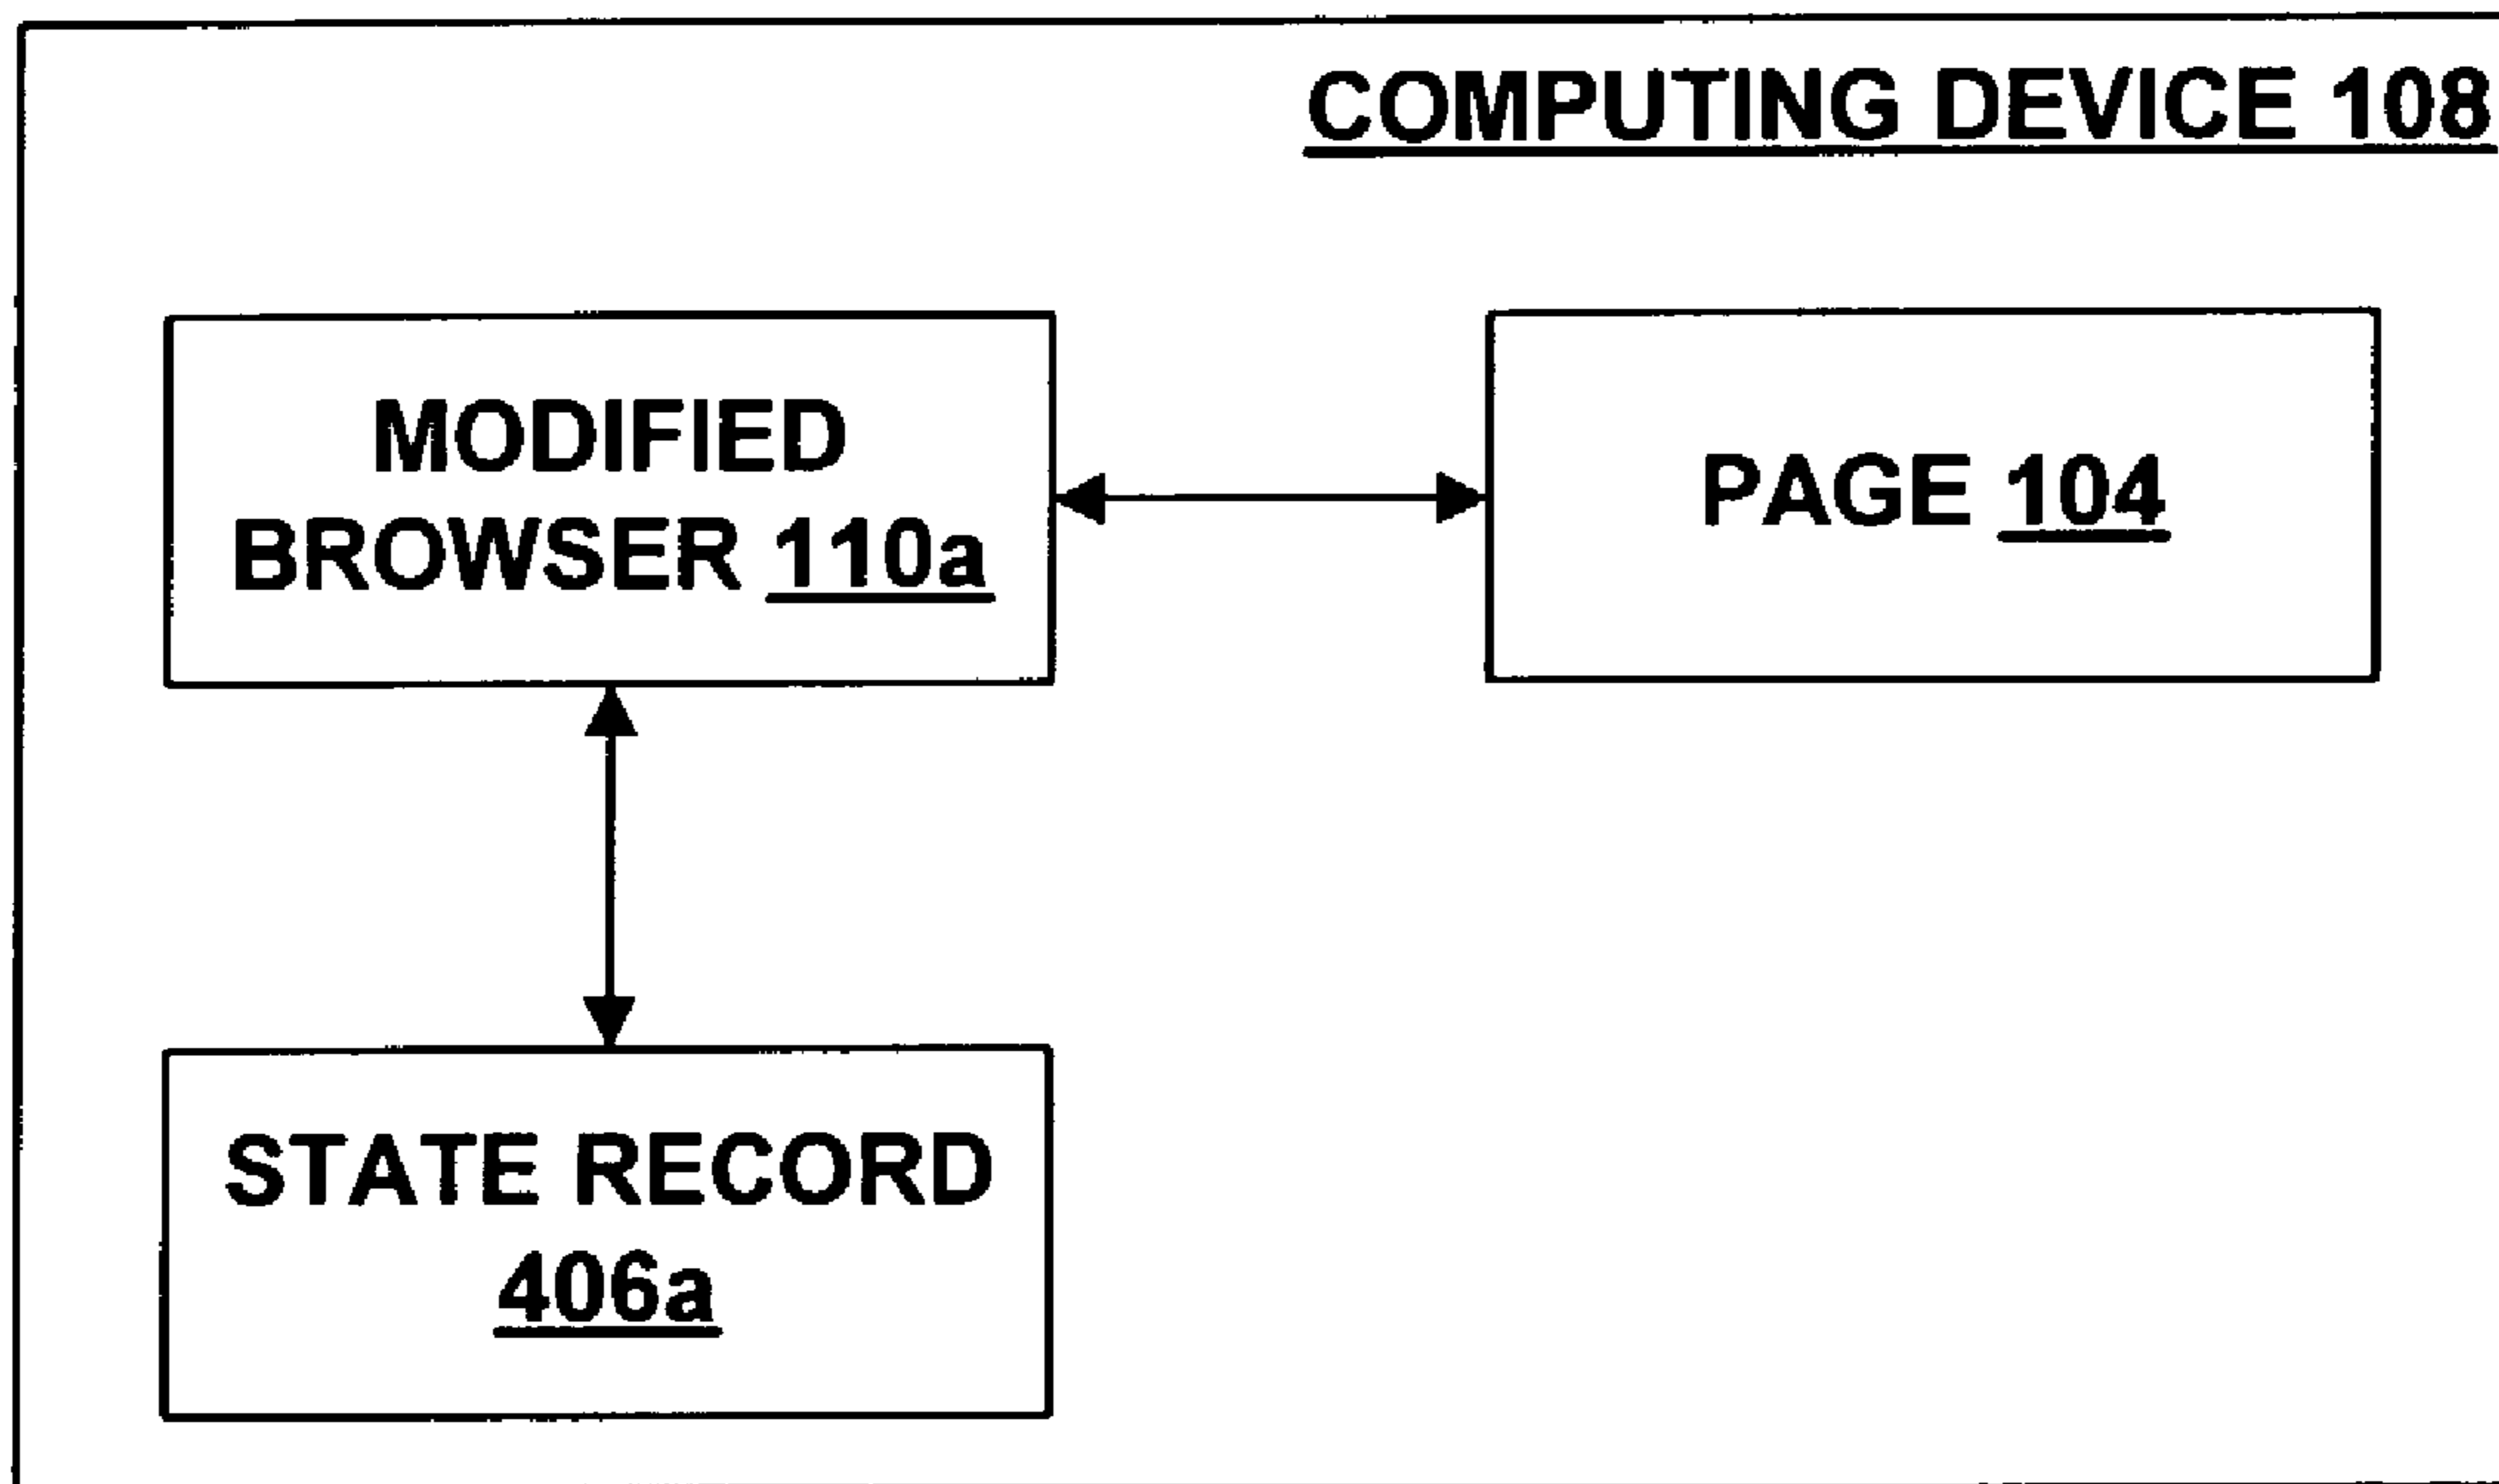 COMPUTING DEVICE 108
MODIFIED
BROWSER 110a
PAGE 104
STATE RECORD
406a